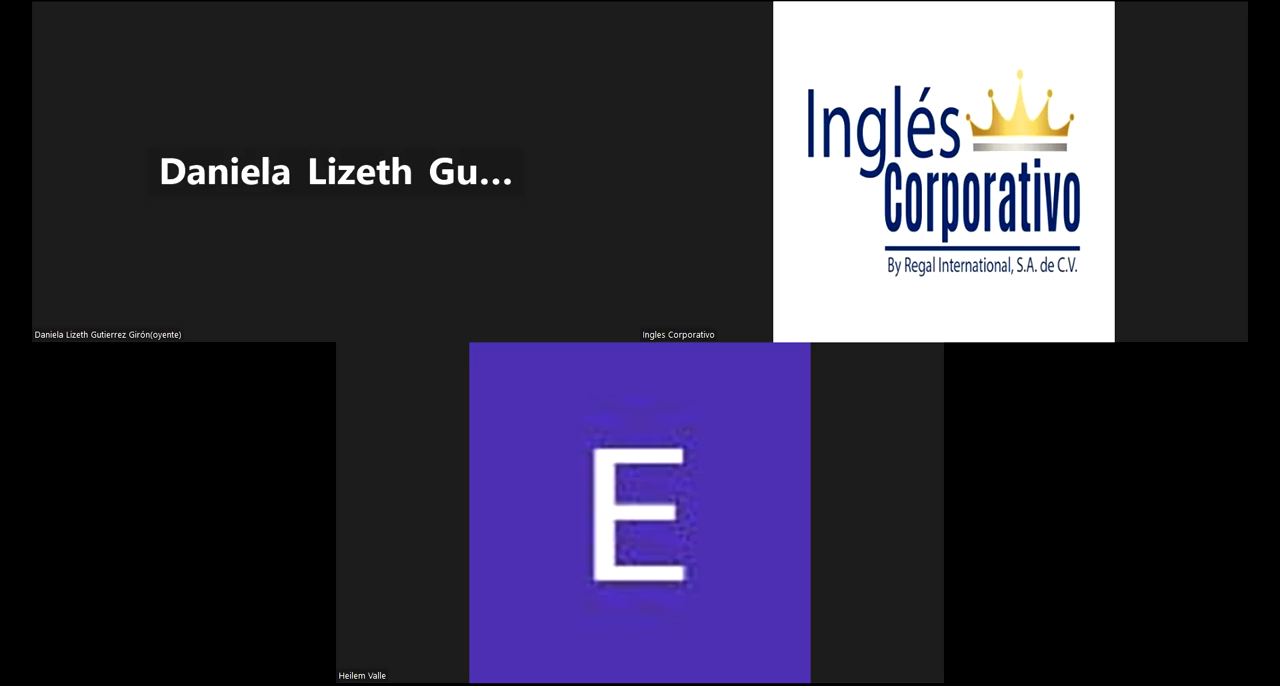 Daniela Lizeth Gu...
Daniela Lizeth Gutierrez Girón(oyente)
Inglés
Corporativo
By Regal International, S.A. de C.V.
Ingles Corporativo
E
Heilem Valle